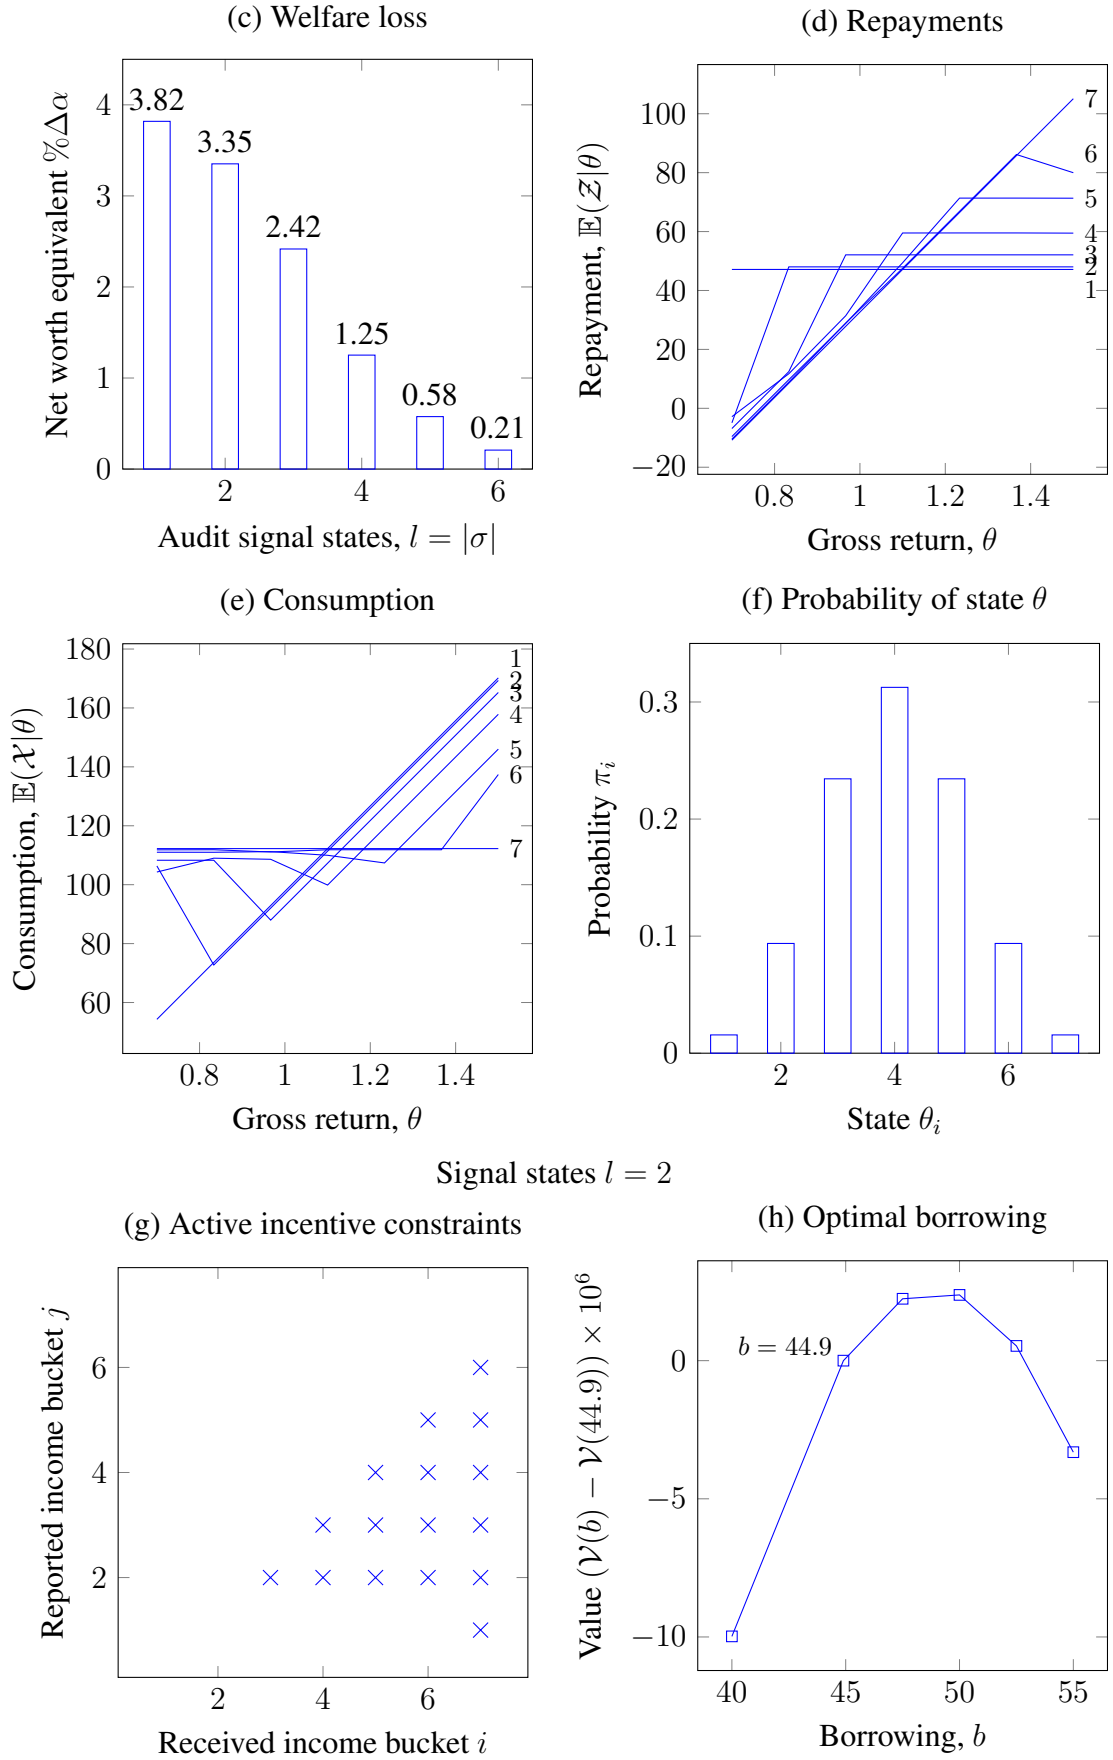 (c) Welfare loss
Net worth equivalent %Δα
4
3
2
1
0
3.82
3.35
2.42
1.25
0.58
0.21
2 4 6
Audit signal states, l = |σ|
(d) Repayments
Repayment, 𝔼(𝒵|θ)
100
80
60
40
20
0
−20
7
6
5
4
3
2
1
0.8 1 1.2 1.4
Gross return, θ
(e) Consumption
Consumption, 𝔼(𝒳|θ)
180
160
140
120
100
80
60
1
2
3
4
5
6
7
0.8 1 1.2 1.4
Gross return, θ
(f) Probability of state θ
Probability πᵢ
0.3
0.2
0.1
0
2 4 6
State θᵢ
Signal states l = 2
(g) Active incentive constraints
Reported income bucket j
6
4
2
2 4 6
Received income bucket i
(h) Optimal borrowing
Value (𝒱(b) − 𝒱(44.9)) × 10⁶
0
−5
−10
b = 44.9
40 45 50 55
Borrowing, b